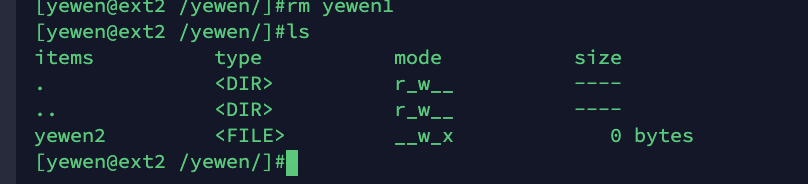 [yewen@ext2 /yewen/]#rm yewen1
[yewen@ext2 /yewen/]#ls
items type mode size
. <DIR> r_w__ ----
.. <DIR> r_w__ ----
yewen2 <FILE> __w_x 0 bytes
[yewen@ext2 /yewen/]#